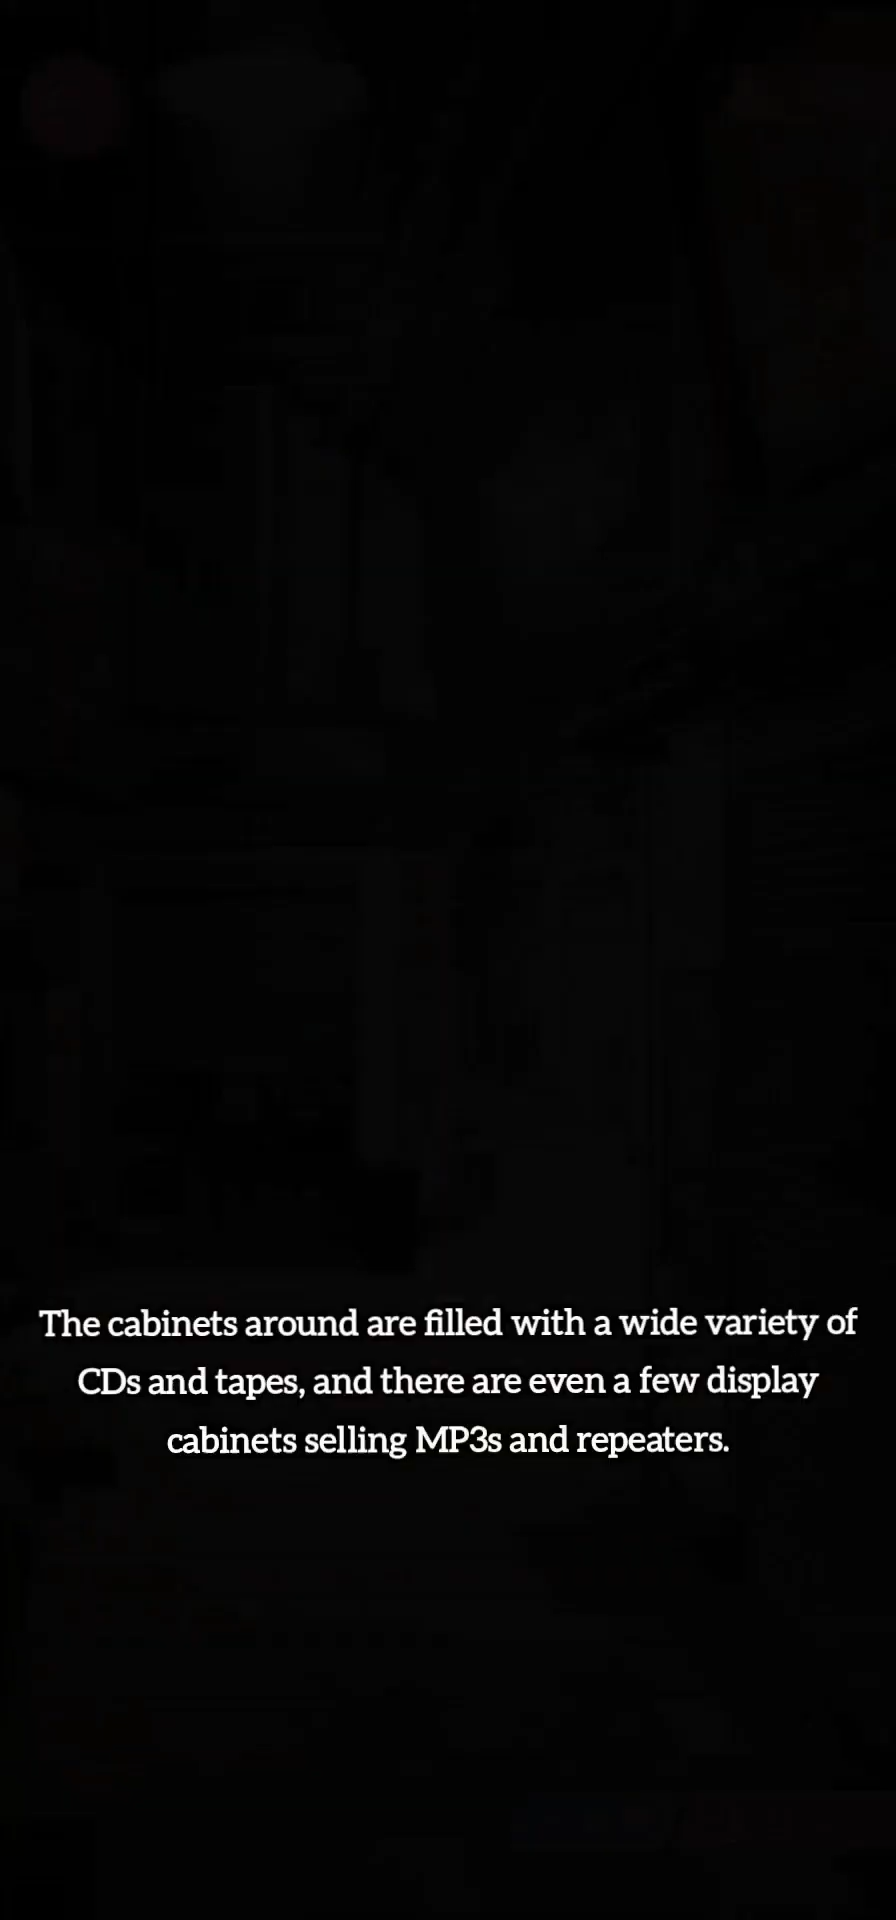 The cabinets around are filled with a wide variety of
CDs and tapes, and there are even a few display
cabinets selling MP3s and repeaters.